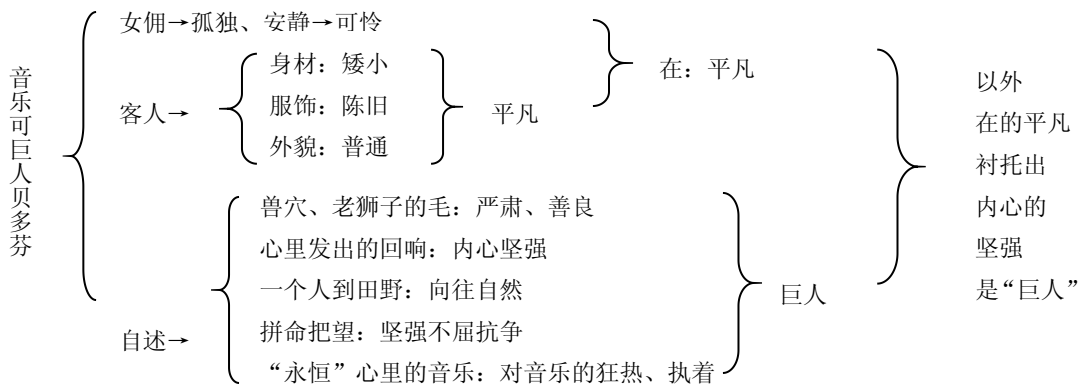 音乐可巨人贝多芬
女佣→孤独、安静→可怜
客人→
身材：矮小
服饰：陈旧
外貌：普通
平凡
在：平凡
自述→
兽穴、老狮子的毛：严肃、善良
心里发出的回响：内心坚强
一个人到田野：向往自然
拼命把望：坚强不屈抗争
“永恒”心里的音乐：对音乐的狂热、执着
巨人
以外
在的平凡
衬托出
内心的
坚强
是“巨人”